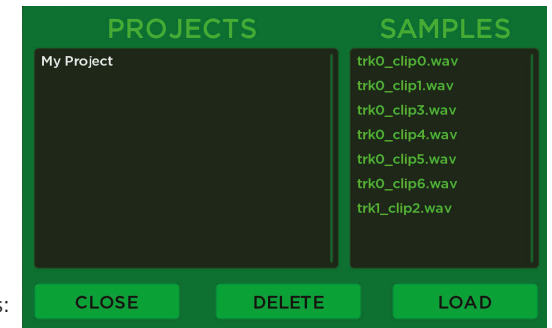 PROJECTS
SAMPLES
My Project
trk0_clip0.wav
trk0_clip1.wav
trk0_clip3.wav
trk0_clip4.wav
trk0_clip5.wav
trk0_clip6.wav
trk1_clip2.wav
s:
CLOSE
DELETE
LOAD